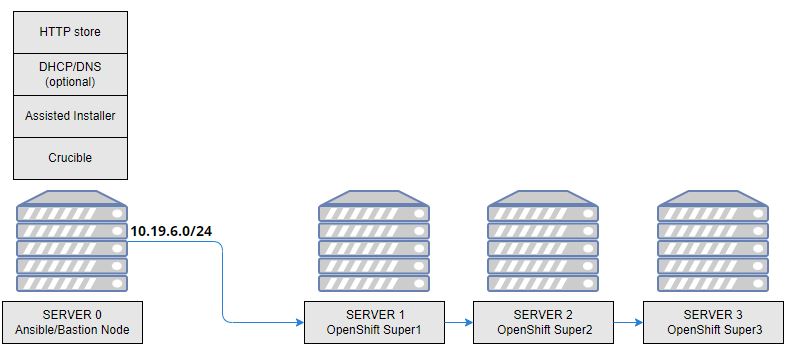 HTTP store
DHCP/DNS
(optional)
Assisted Installer
Crucible
10.19.6.0/24
SERVER 0
Ansible/Bastion Node
SERVER 1
OpenShift Super1
SERVER 2
OpenShift Super2
SERVER 3
OpenShift Super3